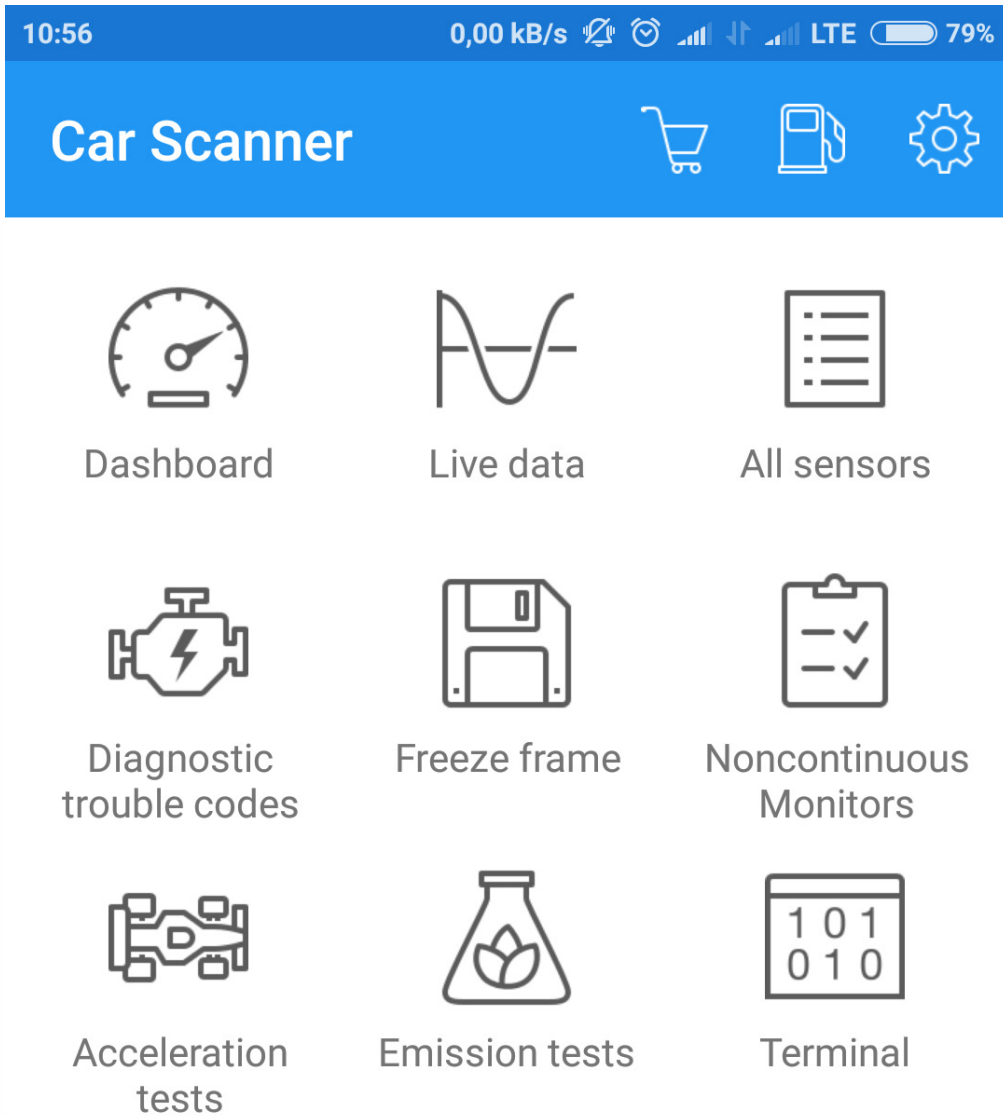 10:56 0,00 kB/s LTE 79%
Car Scanner
Dashboard Live data All sensors
Diagnostic trouble codes
Freeze frame
Noncontinuous Monitors
D
101
010
Acceleration tests
Emission tests
Terminal